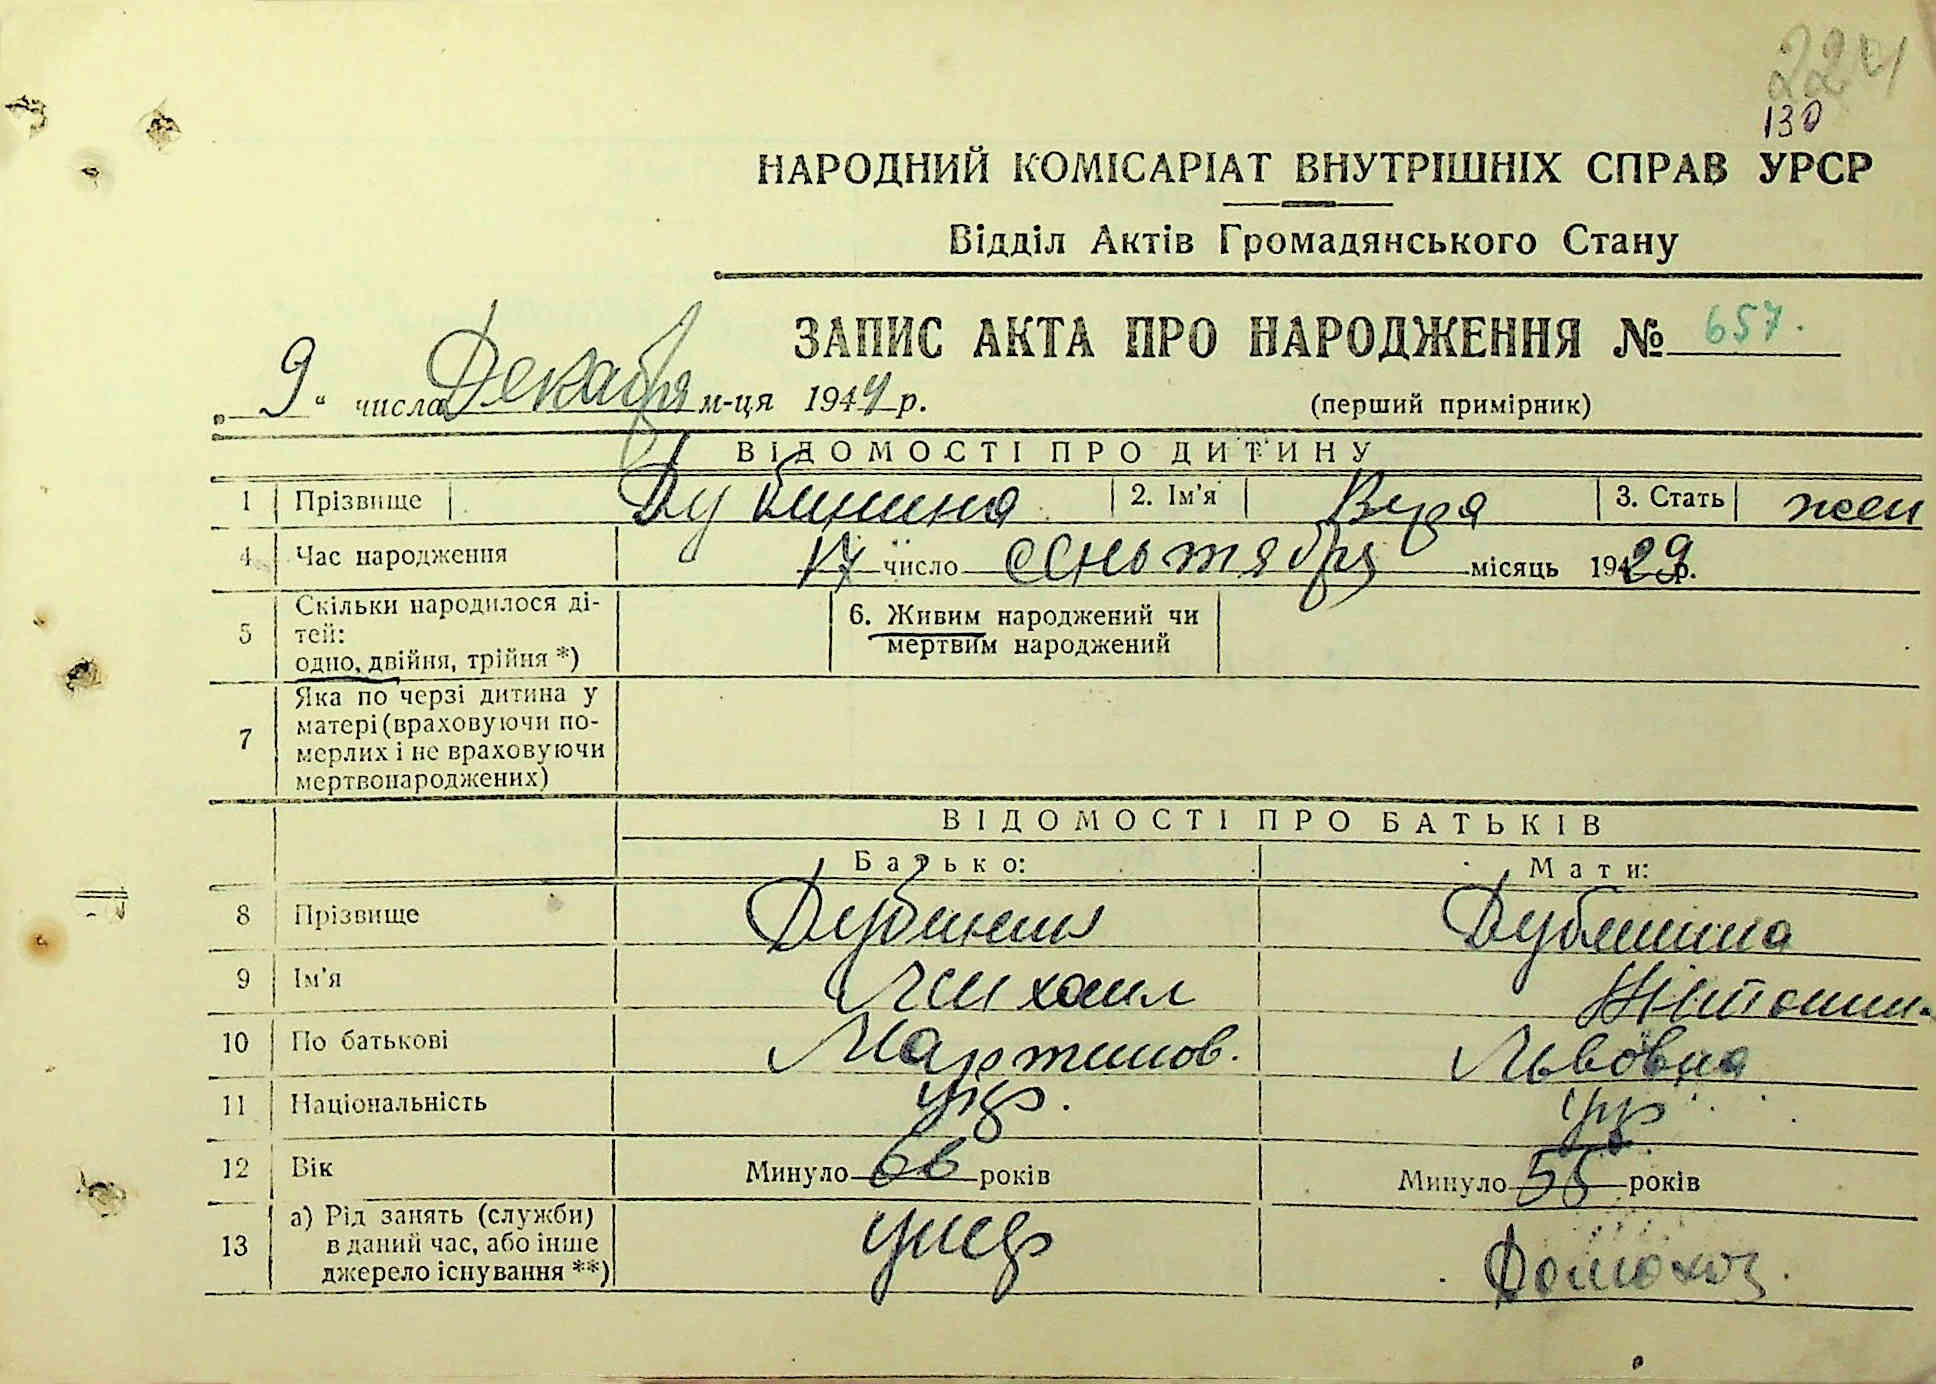 224
130
НАРОДНИЙ КОМІСАРІАТ ВНУТРІШНІХ СПРАВ УРСР
Відділ Актів Громадянського Стану
ЗАПИС АКТА ПРО НАРОДЖЕННЯ № 657.
„ 9 “ числа Декабря м-ця 1944 р. (перший примірник)
ВІДОМОСТІ ПРО ДИТИНУ
1 Прізвище Дубинина 2. Ім'я Вера 3. Стать жен
4 Час народження 17 число сентября місяць 1929 р.
5 Скільки народилося ді-
тей:
одно, двійня, трійня *)
6. Живим народжений чи
мертвим народжений
7 Яка по черзі дитина у
матері (враховуючи по-
мерлих і не враховуючи
мертвонароджених)
ВІДОМОСТІ ПРО БАТЬКІВ
Батько: Мати:
8 Прізвище Дубинин Дубинина
9 Ім'я Михаил
10 По батькові Мартинов. Львовна
11 Національність укр. укр
12 Вік Минуло 66 років Минуло 55 років
13 а) Рід занять (служби)
в даний час, або інше
джерело існування **)
умер Домохоз.